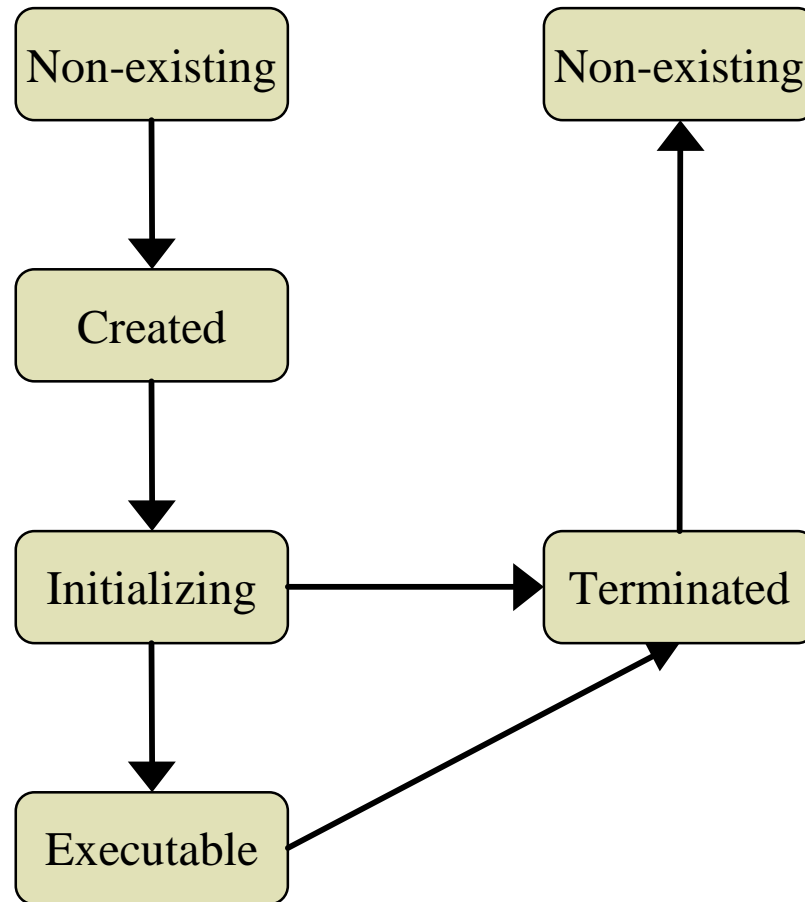 Non-existing
Non-existing
Created
Initializing
Terminated
Executable